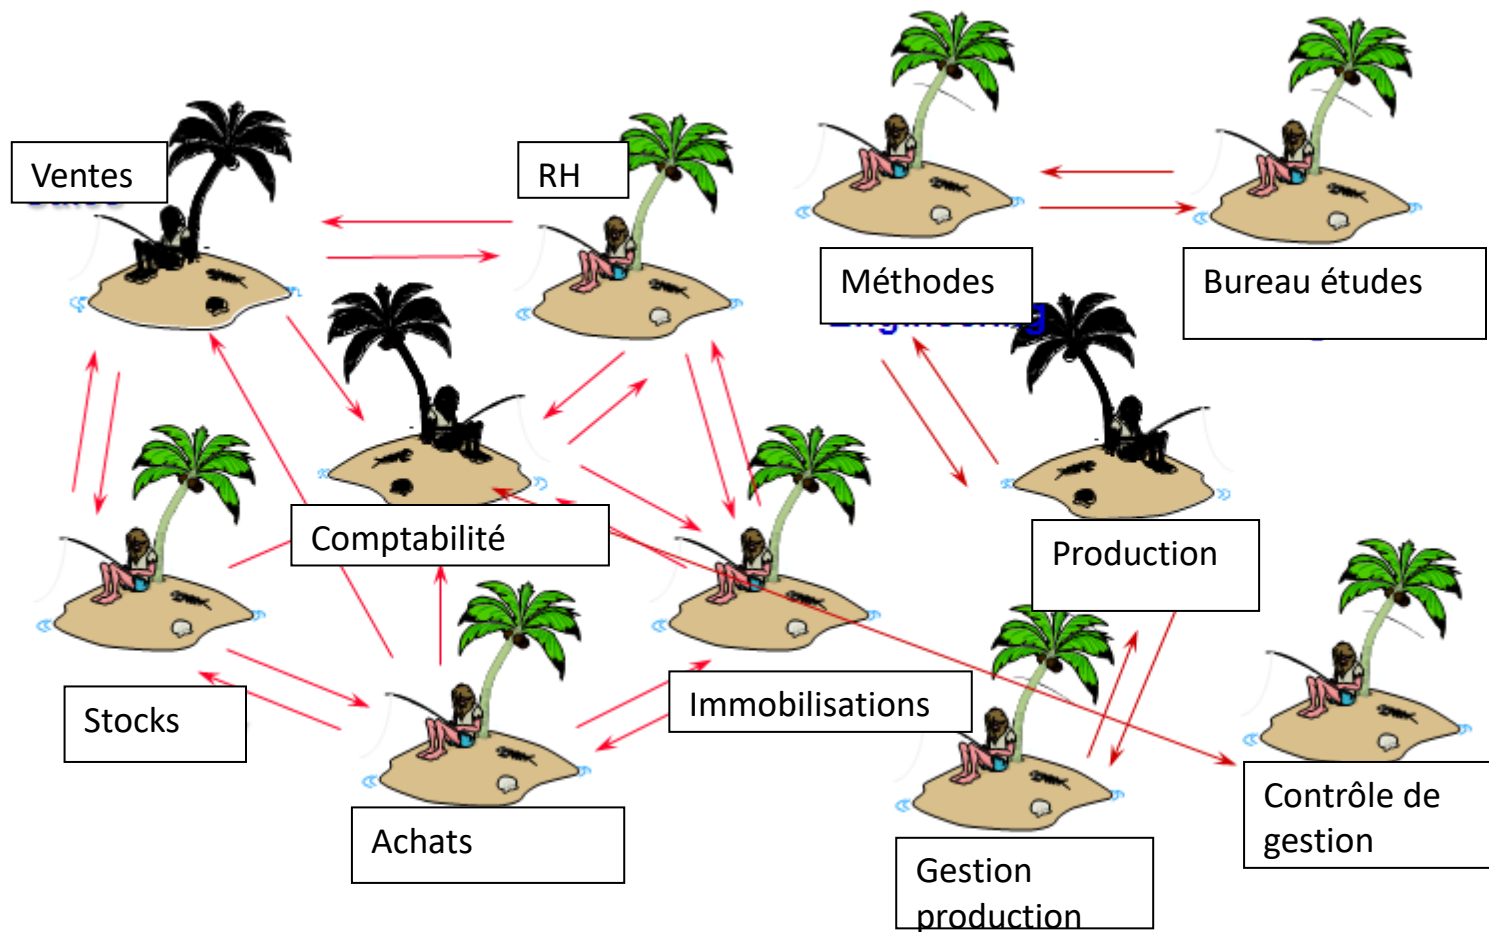 Ventes
RH
Méthodes
Bureau études
Comptabilité
Production
Stocks
Immobilisations
Achats
Contrôle de
gestion
Gestion
production